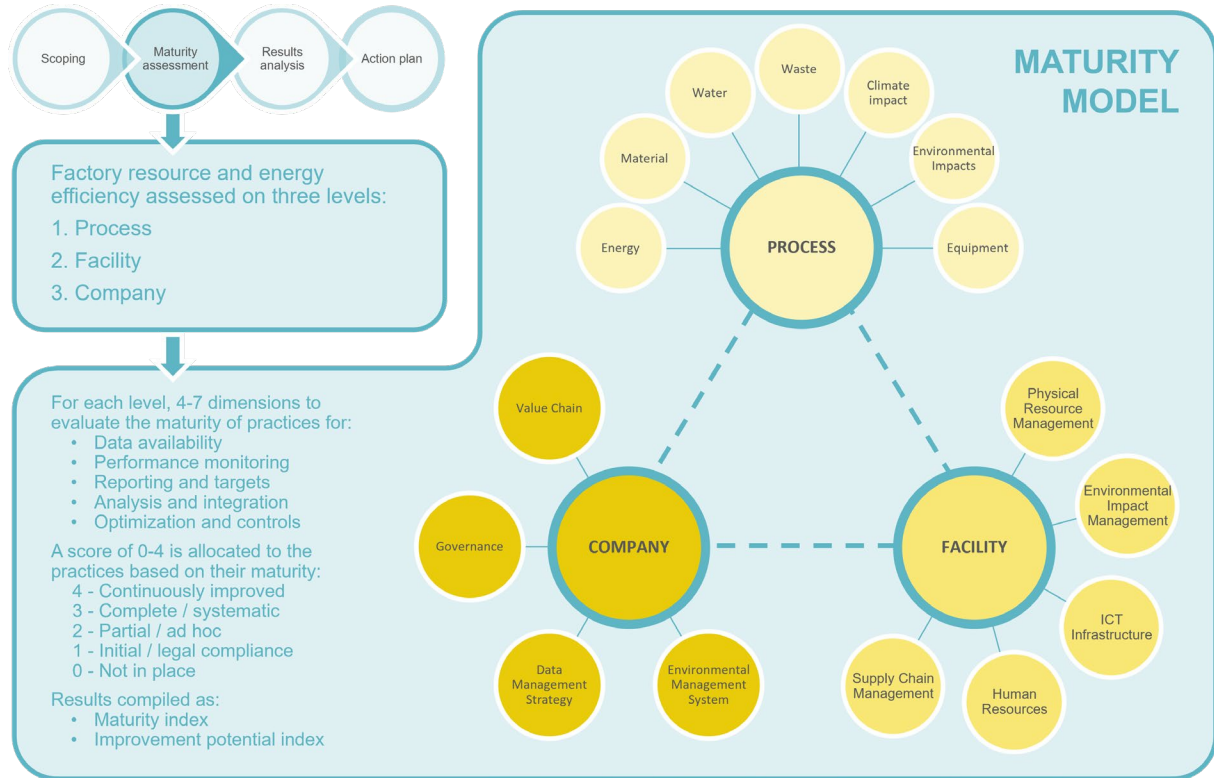 Scoping
Maturity
assessment
Results
analysis
Action plan
Factory resource and energy
efficiency assessed on three levels:
1. Process
2. Facility
3. Company
For each level, 4-7 dimensions to
evaluate the maturity of practices for:
• Data availability
• Performance monitoring
• Reporting and targets
• Analysis and integration
• Optimization and controls
A score of 0-4 is allocated to the
practices based on their maturity:
4 - Continuously improved
3 - Complete / systematic
2 - Partial / ad hoc
1 - Initial / legal compliance
0 - Not in place
Results compiled as:
• Maturity index
• Improvement potential index
MATURITY
MODEL
Energy
Material
Water
Waste
Climate
impact
Environmental
Impacts
Equipment
PROCESS
Value Chain
Governance
Data
Management
Strategy
Environmental
Management
System
COMPANY
Physical
Resource
Management
Environmental
Impact
Management
ICT
Infrastructure
Human
Resources
Supply Chain
Management
FACILITY